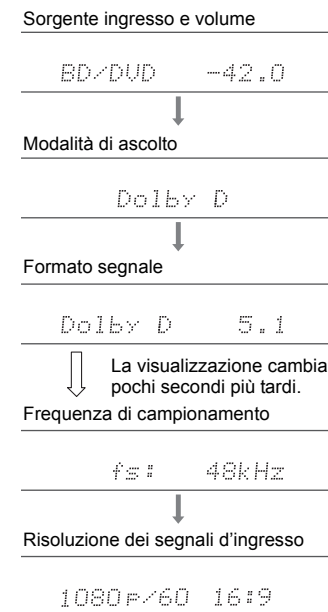 Sorgente ingresso e volume
BD/DVD -42.0
Modalità di ascolto
Dolby D
Formato segnale
Dolby D 5.1
La visualizzazione cambia
pochi secondi più tardi.
Frequenza di campionamento
fs: 48kHz
Risoluzione dei segnali d'ingresso
1080p/60 16:9